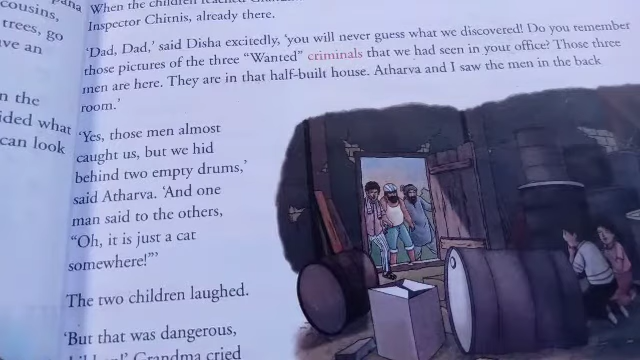 cousins,
trees, go
ve an
n the
ided what
can look
When the children
Inspector Chitnis, already there.
'Dad, Dad,' said Disha excitedly, 'you will never guess what we discovered! Do you remember
those pictures of the three "Wanted" criminals that we had seen in your office? Those three
men are here. They are in that half-built house. Atharva and I saw the men in the back
room.'
'Yes, those men almost
caught us, but we hid
behind two empty drums,'
said Atharva. 'And one
man said to the others,
"Oh, it is just a cat
somewhere!"'
The two children laughed.
'But that was dangerous,
Grandma cried